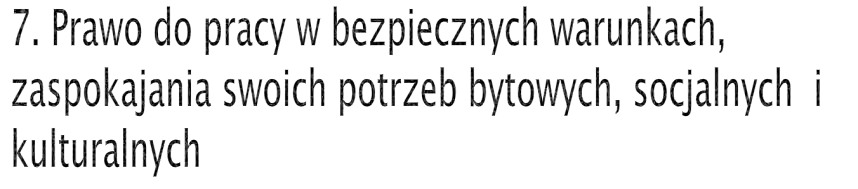 7. Prawo do pracy w bezpiecznych warunkach,
zaspokajania swoich potrzeb bytowych, socjalnych i
kulturalnych